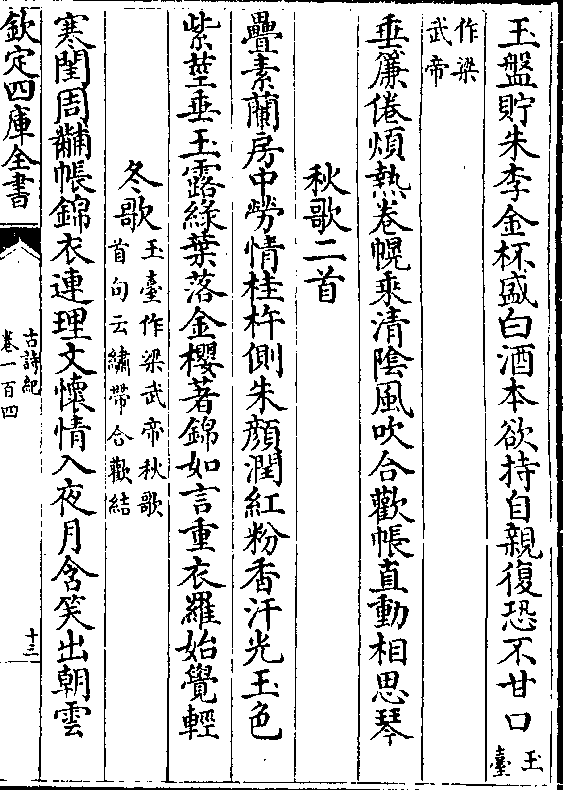 玉盤貯朱李金杯盛白酒本欲持自親復恐不甘口玉臺
作梁武帝
垂簾倦煩熱卷幌乘清陰風吹合歡帳直動相思琴
秋歌二首
疊素蘭房中勞情桂杵側朱顔潤紅粉香汗光玉色
紫莖垂玉露緑葉落金櫻著錦如言重衣羅始覺輕
冬歌玉臺作梁武帝秋歌首句云繡帶合歡結
寒閨周黼帳錦衣連理文懷情入夜月含笑出朝雲
欽定四庫全書
古詩紀
卷一百四
十三